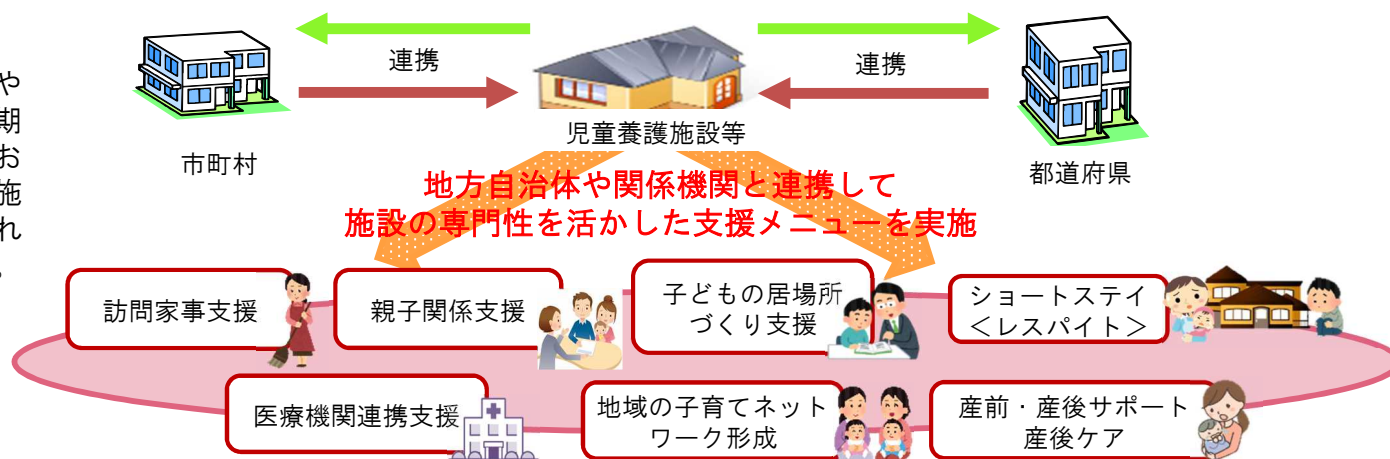 や
期
お
施
れ
。
連携
連携
児童養護施設等
市町村
都道府県
地方自治体や関係機関と連携して
施設の専門性を活かした支援メニューを実施
訪問家事支援
親子関係支援
子どもの居場所
づくり支援
ショートステイ
<レスパイト>
医療機関連携支援
地域の子育てネット
ワーク形成
産前・産後サポート
産後ケア